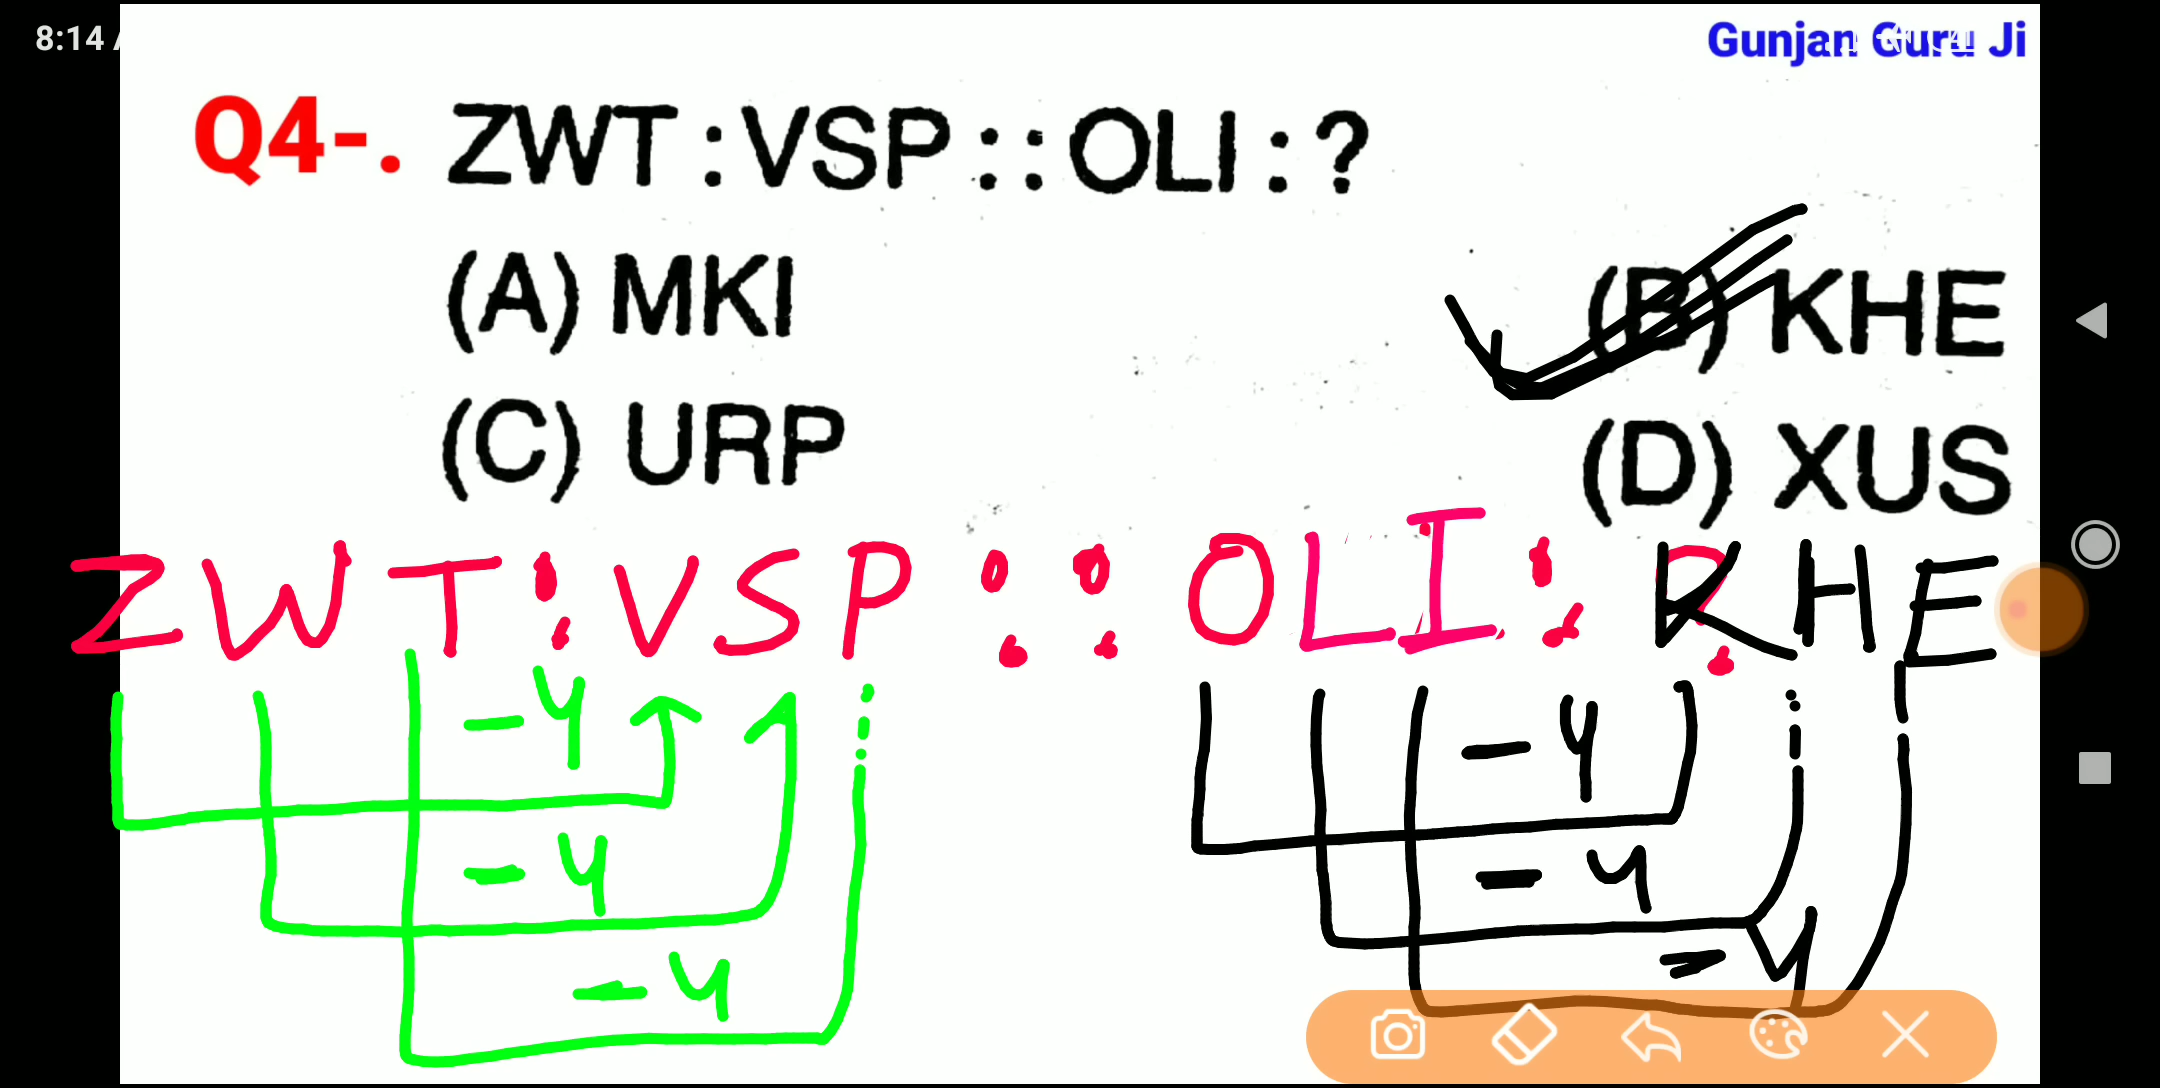 8:14
Gunjan Guru Ji
Q4-. ZWT : VSP :: OLI : ?
(A) MKI (B) KHE
(C) URP (D) XUS
ZWT : VSP :: OLI : KHE
-4 -4
-4 -4
-4 -4